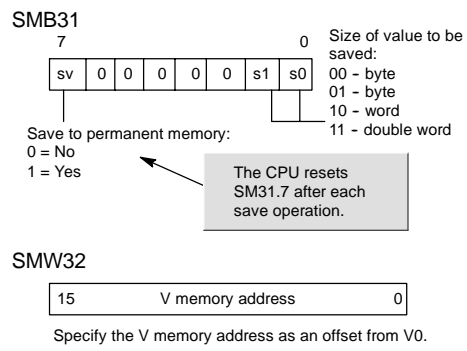 SMB31
7 0
sv 0 0 0 0 0 s1 s0
Size of value to be
saved:
00 - byte
01 - byte
10 - word
11 - double word
Save to permanent memory:
0 = No
1 = Yes
The CPU resets
SM31.7 after each
save operation.
SMW32
15 V memory address 0
Specify the V memory address as an offset from V0.